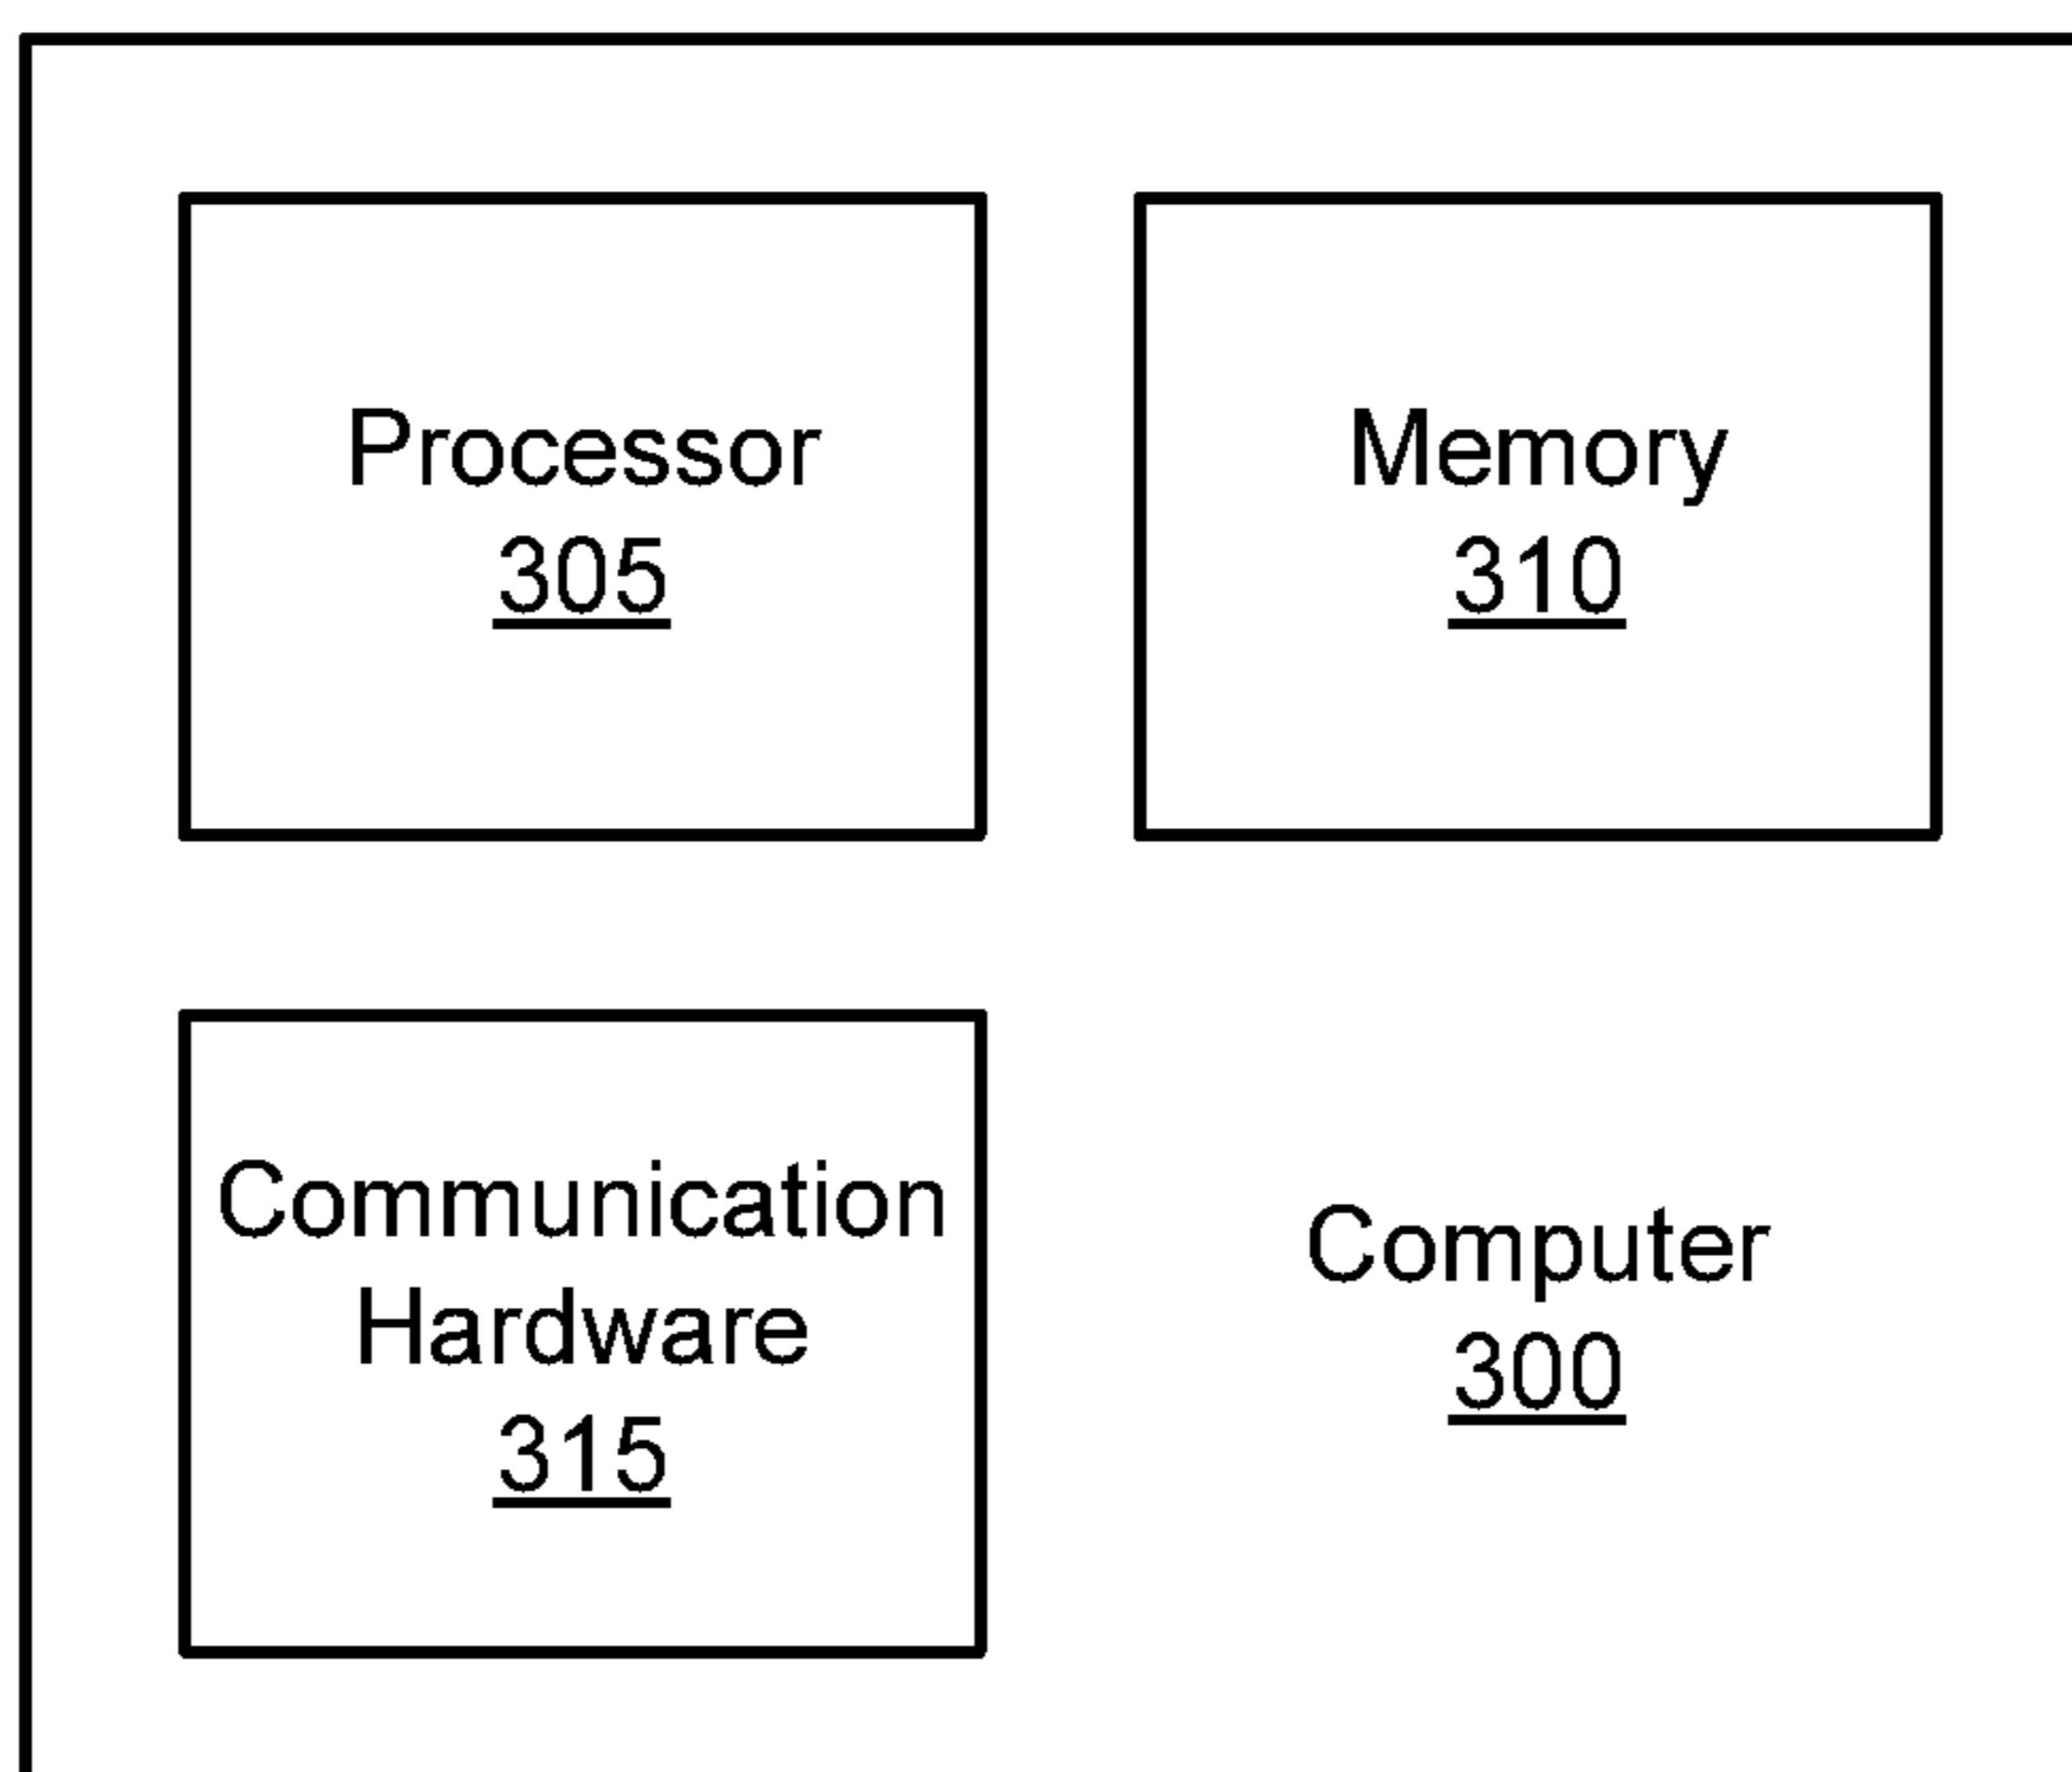 Processor
305
Memory
310
Communication
Hardware
315
Computer
300